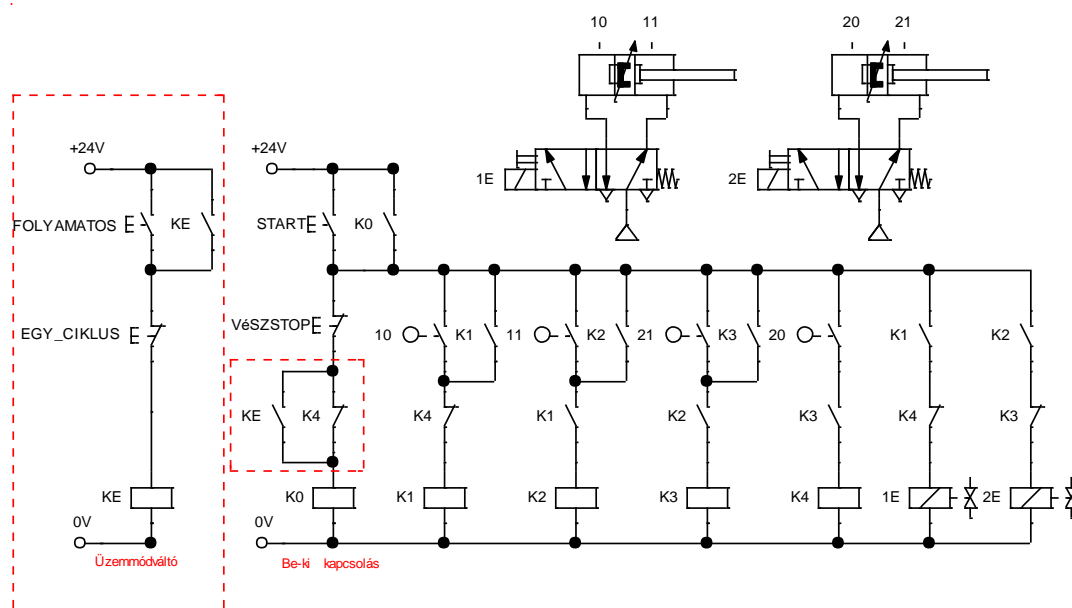 10 11 20 21
1E 2E
+24V +24V
FOLYAMATOS KE START K0
EGY_CIKLUS VéSZSTOP 10 K1 11 K2 21 K3 20 K1 K2
KE K4 K4 K1 K2 K3 K4 K3
KE K0 K1 K2 K3 K4 1E 2E
0V 0V
Üzemmódváltó Be-ki kapcsolás